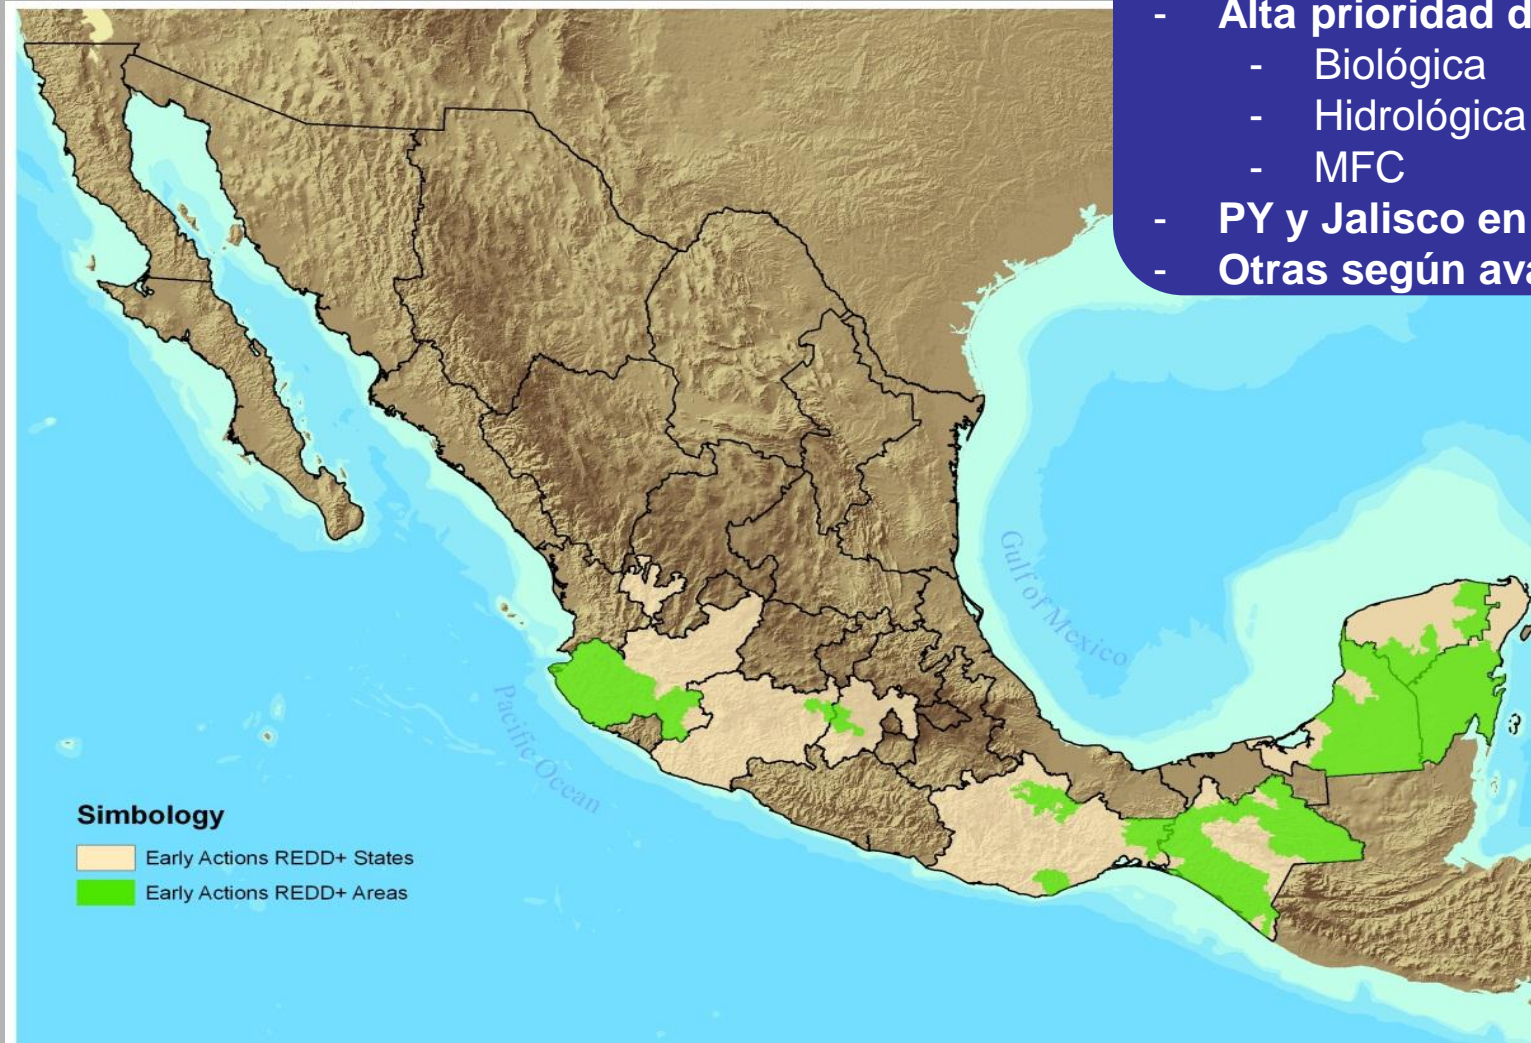 - Alta prioridad d
- Biológica
- Hidrológica
- MFC
- PY y Jalisco en
- Otras según ava
Gulf of Mexico
Pacific Ocean
Simbology
Early Actions REDD+ States
Early Actions REDD+ Areas